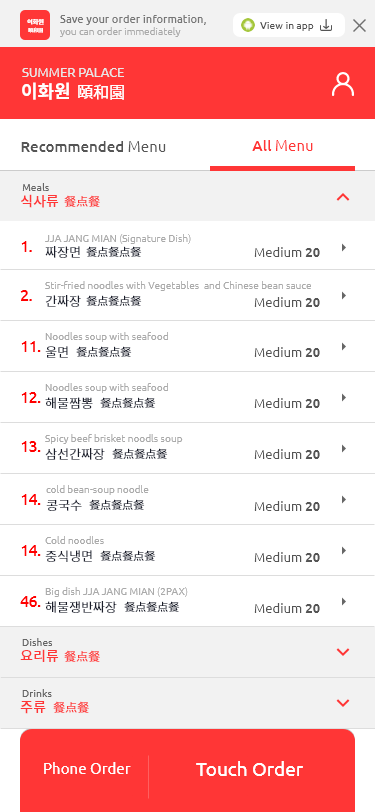 이화원
頤和園
Save your order information,
you can order immediately
View in app
SUMMER PALACE
이화원 頤和園
Recommended Menu
All Menu
Meals
식사류 餐点餐
1. JJA JANG MIAN (Signature Dish)
짜장면 餐点餐点餐 Medium 20
2. Stir-fried noodles with Vegetables and Chinese bean sauce
간짜장 餐点餐点餐 Medium 20
11. Noodles soup with seafood
울면 餐点餐点餐 Medium 20
12. Noodles soup with seafood
해물짬뽕 餐点餐点餐 Medium 20
13. Spicy beef brisket noodls soup
삼선간짜장 餐点餐点餐 Medium 20
14. cold bean-soup noodle
콩국수 餐点餐点餐 Medium 20
14. Cold noodles
중식냉면 餐点餐点餐 Medium 20
46. Big dish JJA JANG MIAN (2PAX)
해물쟁반짜장 餐点餐点餐 Medium 20
Dishes
요리류 餐点餐
Drinks
주류 餐点餐
Phone Order
Touch Order